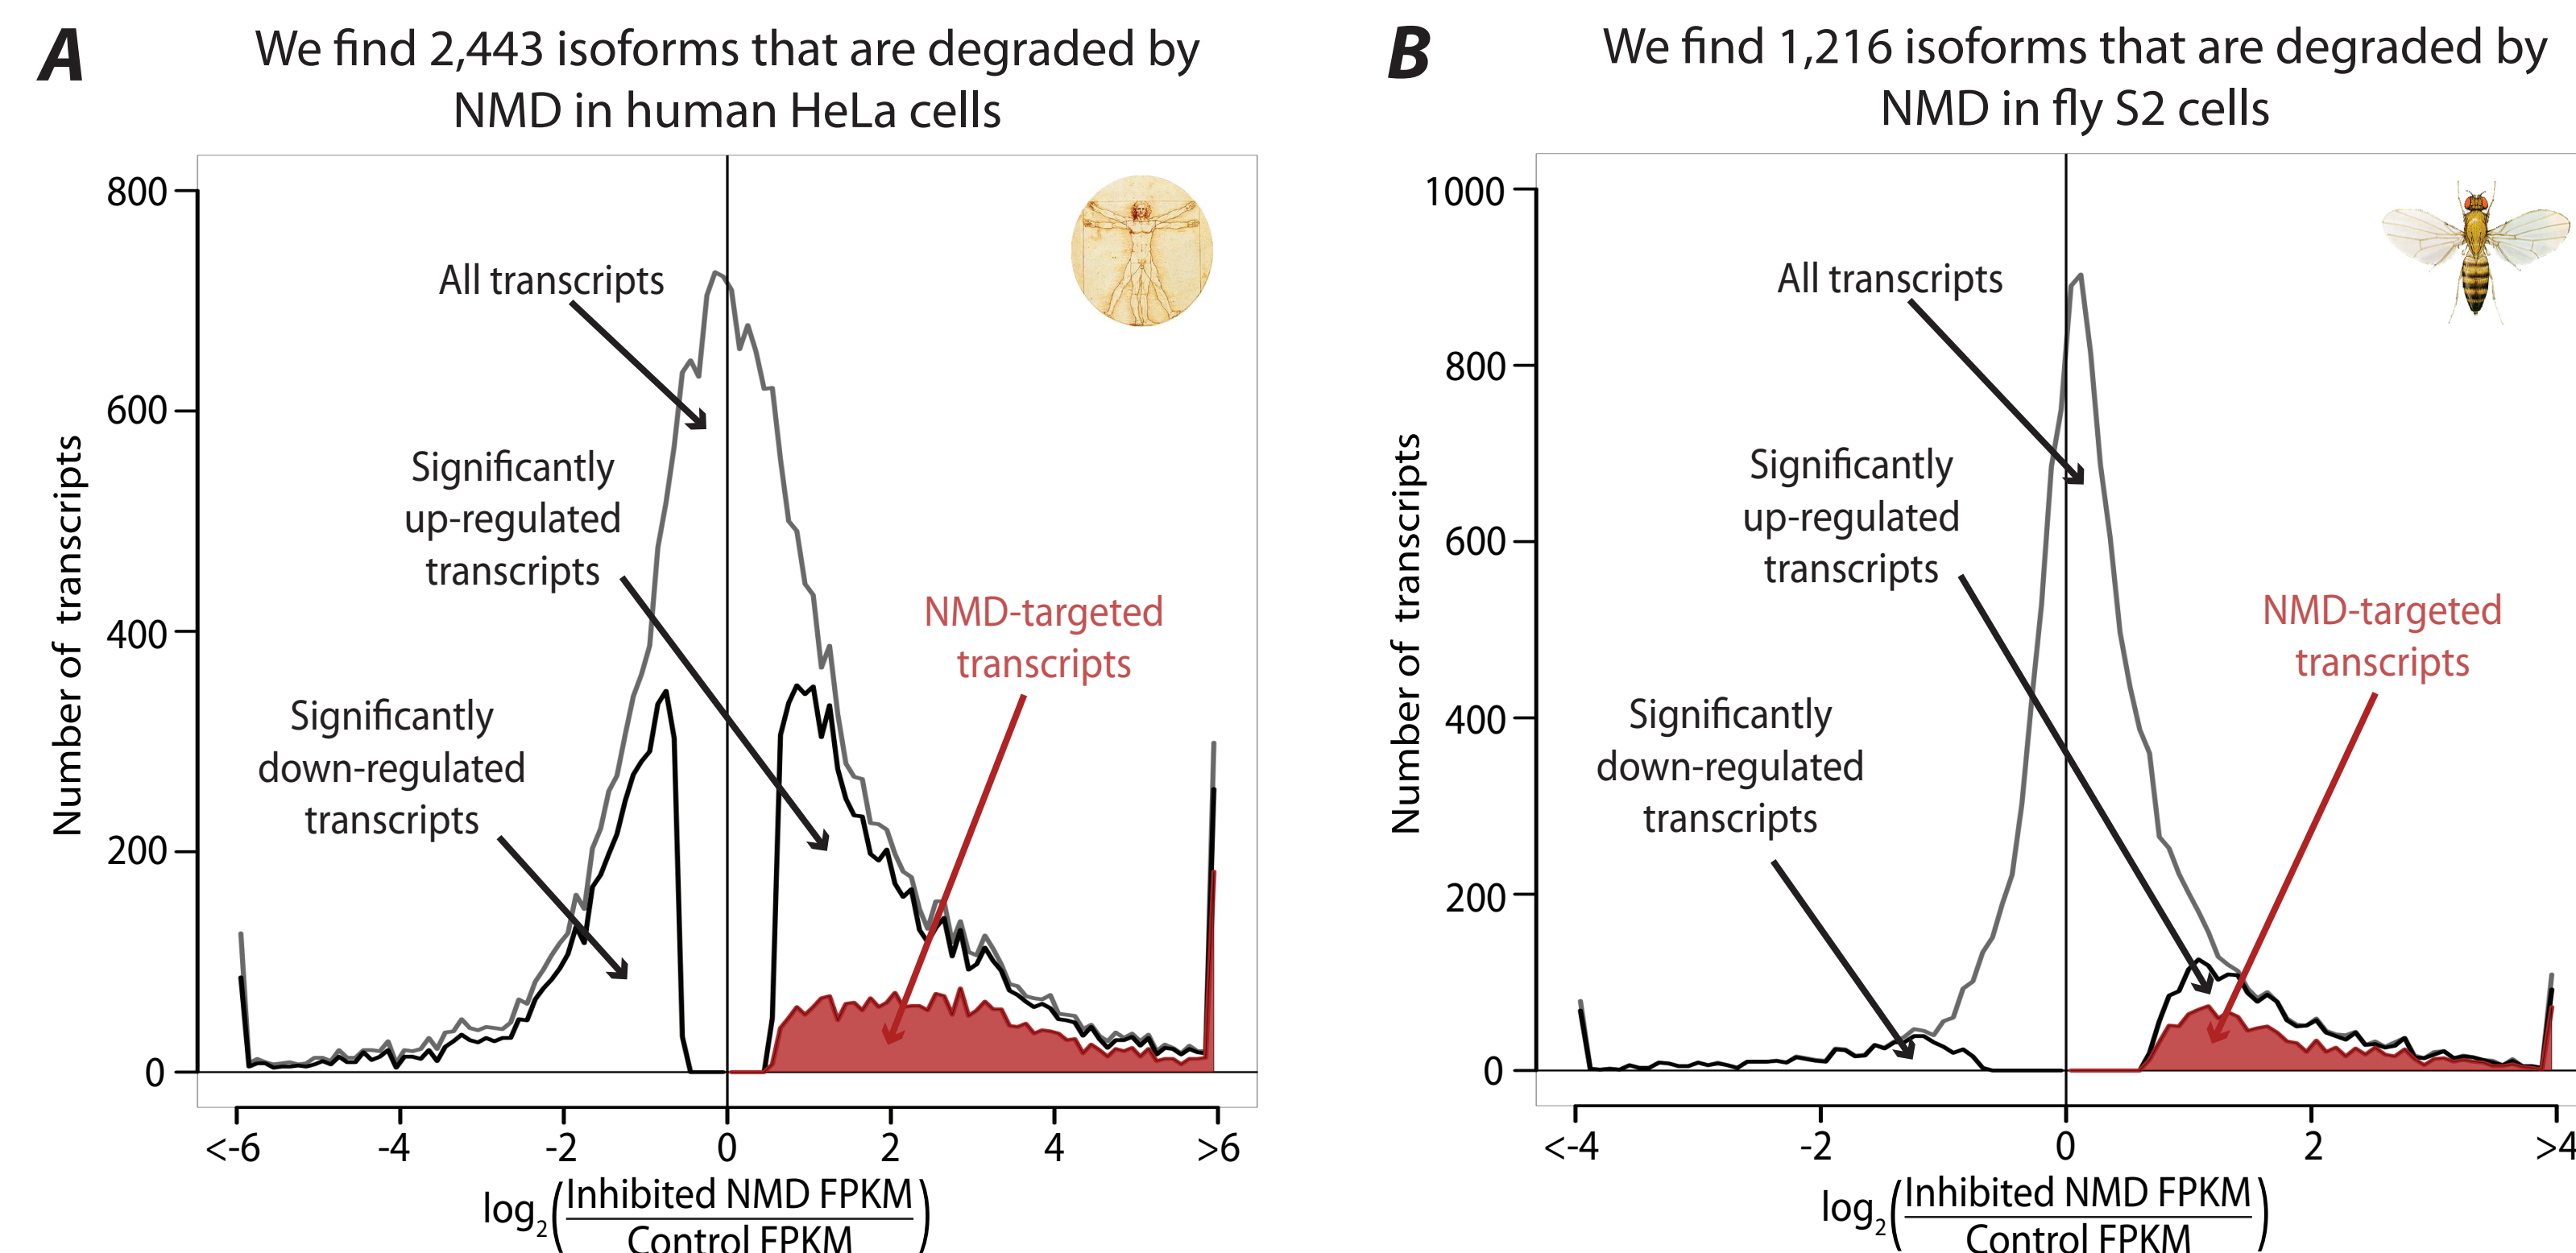 A
We find 2,443 isoforms that are degraded by
NMD in human HeLa cells
800
600
400
200
0
Number of transcripts
All transcripts
Significantly
up-regulated
transcripts
Significantly
down-regulated
transcripts
NMD-targeted
transcripts
<-6
-4
-2
0
2
4
>6
log2(Inhibited NMD FPKM
Control FPKM)
B
We find 1,216 isoforms that are degraded by
NMD in fly S2 cells
1000
800
600
400
200
0
Number of transcripts
All transcripts
Significantly
up-regulated
transcripts
Significantly
down-regulated
transcripts
NMD-targeted
transcripts
<-4
-2
0
2
>4
log2(Inhibited NMD FPKM
Control FPKM)